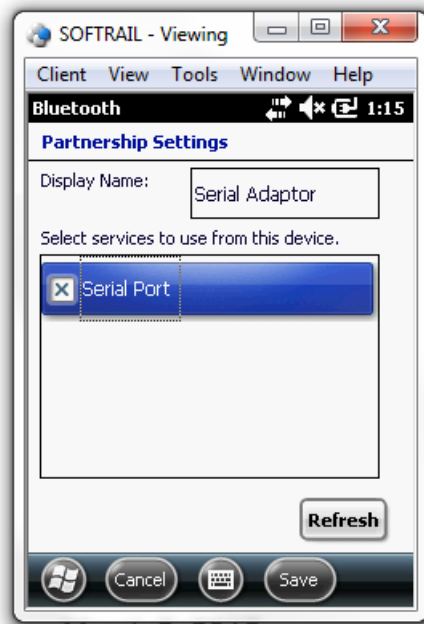 SOFTRAIL - Viewing
Client View Tools Window Help
Bluetooth 1:15
Partnership Settings
Display Name: Serial Adaptor
Select services to use from this device.
Serial Port
Refresh
Cancel Save